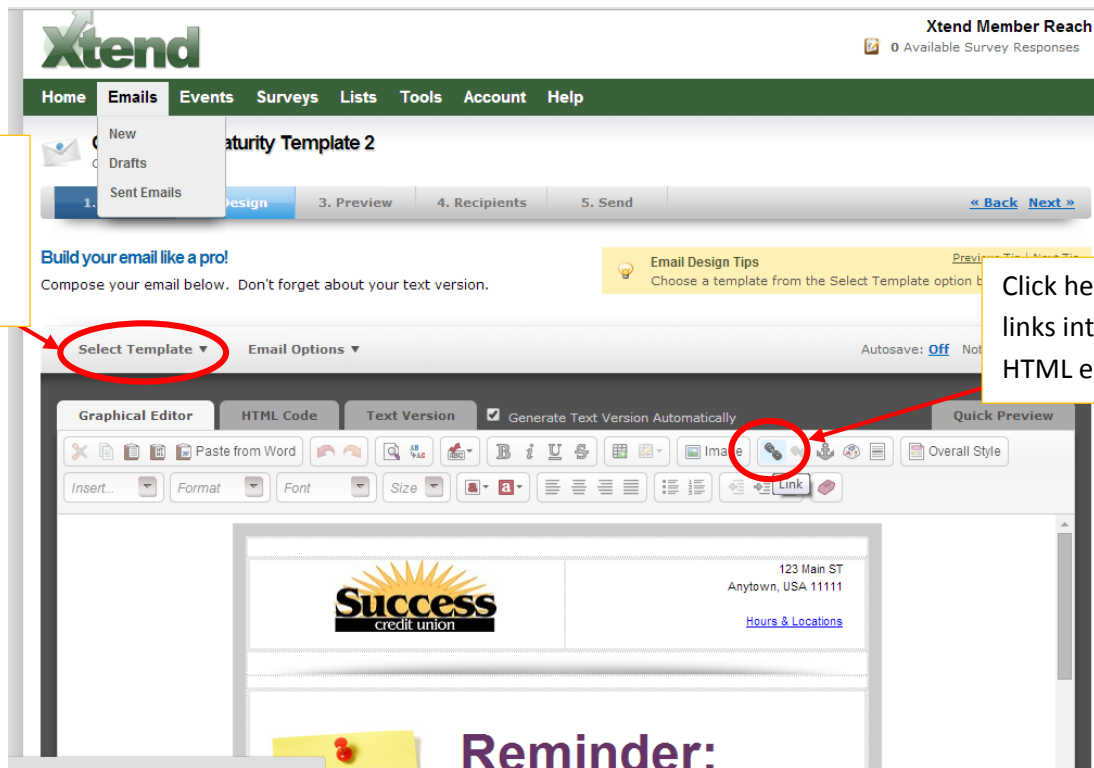 Xtend
Xtend Member Reach
0 Available Survey Responses
Home Emails Events Surveys Lists Tools Account Help
New
Drafts
Sent Emails
aturity Template 2
1. Design 3. Preview 4. Recipients 5. Send « Back Next »
Build your email like a pro!
Compose your email below. Don't forget about your text version.
Email Design Tips
Choose a template from the Select Template option b
Click he
links int
HTML e
Select Template ▼ Email Options ▼ Autosave: Off Not
Graphical Editor HTML Code Text Version Generate Text Version Automatically Quick Preview
Paste from Word B i U S Image Overall Style
Insert... Format Font Size Link
Success
credit union
123 Main ST
Anytown, USA 11111
Hours & Locations
Reminder: